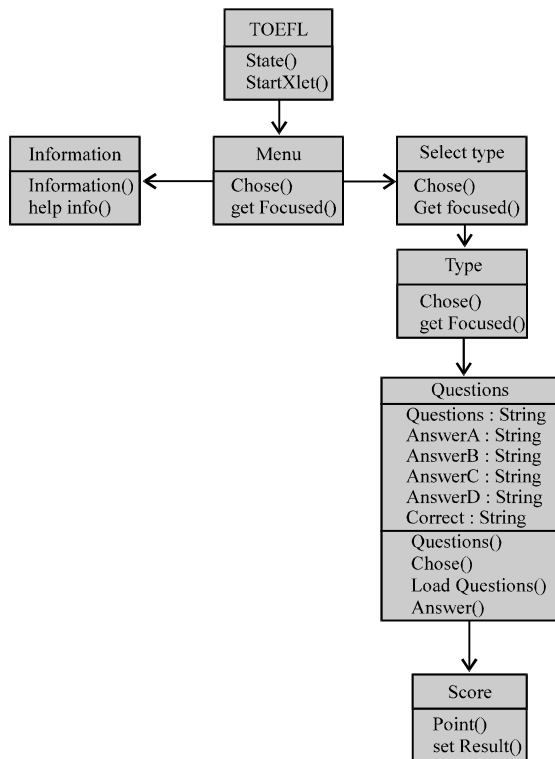 TOEFL
State()
StartXlet()
Information
Information()
help info()
Menu
Chose()
get Focused()
Select type
Chose()
Get focused()
Type
Chose()
get Focused()
Questions
Questions : String
AnswerA : String
AnswerB : String
AnswerC : String
AnswerD : String
Correct : String
Questions()
Chose()
Load Questions()
Answer()
Score
Point()
set Result()